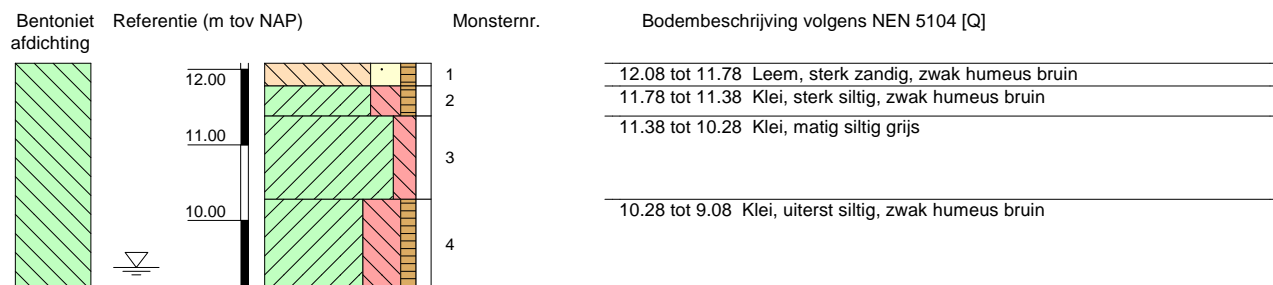 Bentoniet Referentie (m tov NAP) Monsternr. Bodembeschrijving volgens NEN 5104 [Q]
afdichting
12.00 1 12.08 tot 11.78 Leem, sterk zandig, zwak humeus bruin
2 11.78 tot 11.38 Klei, sterk siltig, zwak humeus bruin
11.00 11.38 tot 10.28 Klei, matig siltig grijs
3
10.00 10.28 tot 9.08 Klei, uiterst siltig, zwak humeus bruin
4